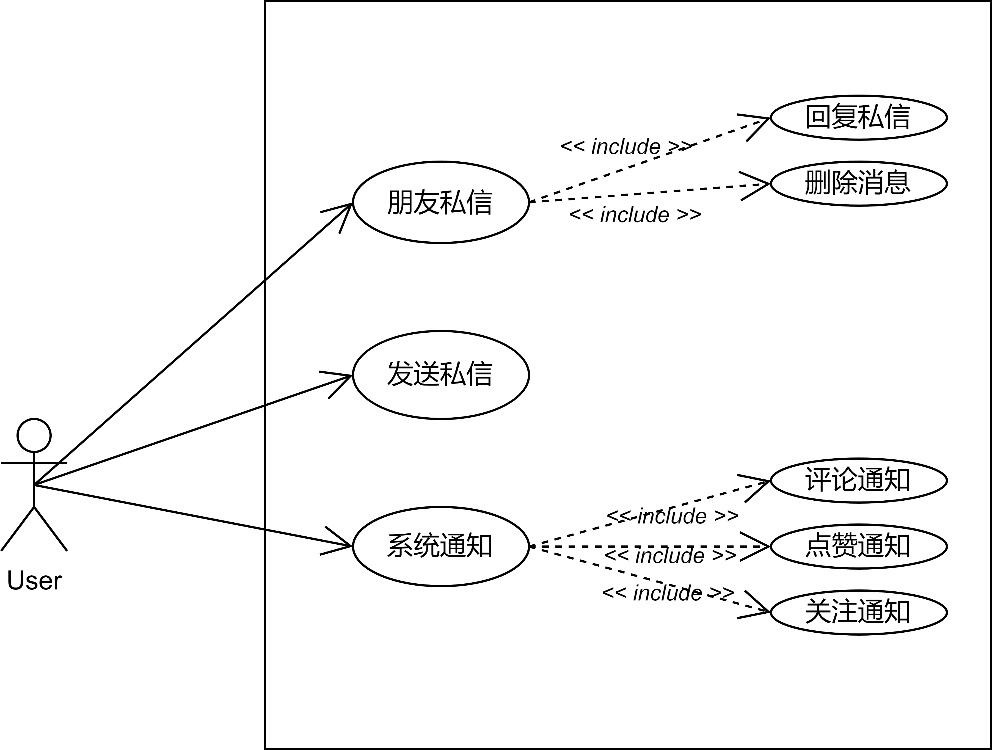 回复私信
<< include >>
删除消息
朋友私信
<< include >>
发送私信
评论通知
<< include >>
系统通知
点赞通知
<< include >>
<< include >>
关注通知
User